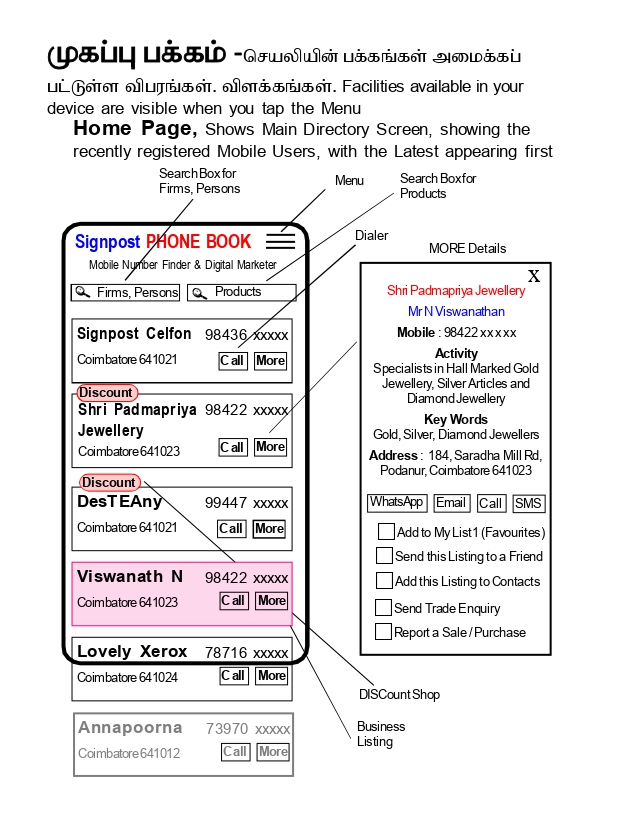 முகப்பு பக்கம் -செயலியின் பக்கங்கள் அமைக்கப்
பட்டுள்ள விபரங்கள். விளக்கங்கள். Facilities available in your
device are visible when you tap the Menu
Home Page, Shows Main Directory Screen, showing the
recently registered Mobile Users, with the Latest appearing first
Search Box for
Firms, Persons
Menu
Search Box for
Products
Dialer
MORE Details
Signpost PHONE BOOK
Mobile Number Finder & Digital Marketer
Firms, Persons
Products
Signpost Celfon 98436 xxxxx
Coimbatore 641021 Call More
Discount
Shri Padmapriya 98422 xxxxx
Jewellery
Coimbatore 641023 Call More
Discount
DesTEAny 99447 xxxxx
Coimbatore 641021 Call More
Viswanath N 98422 xxxxx
Coimbatore 641023 Call More
Lovely Xerox 78716 xxxxx
Coimbatore 641024 Call More
Annapoorna 73970 xxxxx
Coimbatore 641012 Call More
X
Shri Padmapriya Jewellery
Mr N Viswanathan
Mobile : 98422 xxxxx
Activity
Specialists in Hall Marked Gold
Jewellery, Silver Articles and
Diamond Jewellery
Key Words
Gold, Silver, Diamond Jewellers
Address : 184, Saradha Mill Rd,
Podanur, Coimbatore 641023
WhatsApp Email Call SMS
Add to My List1 (Favourites)
Send this Listing to a Friend
Add this Listing to Contacts
Send Trade Enquiry
Report a Sale / Purchase
DISCount Shop
Business
Listing